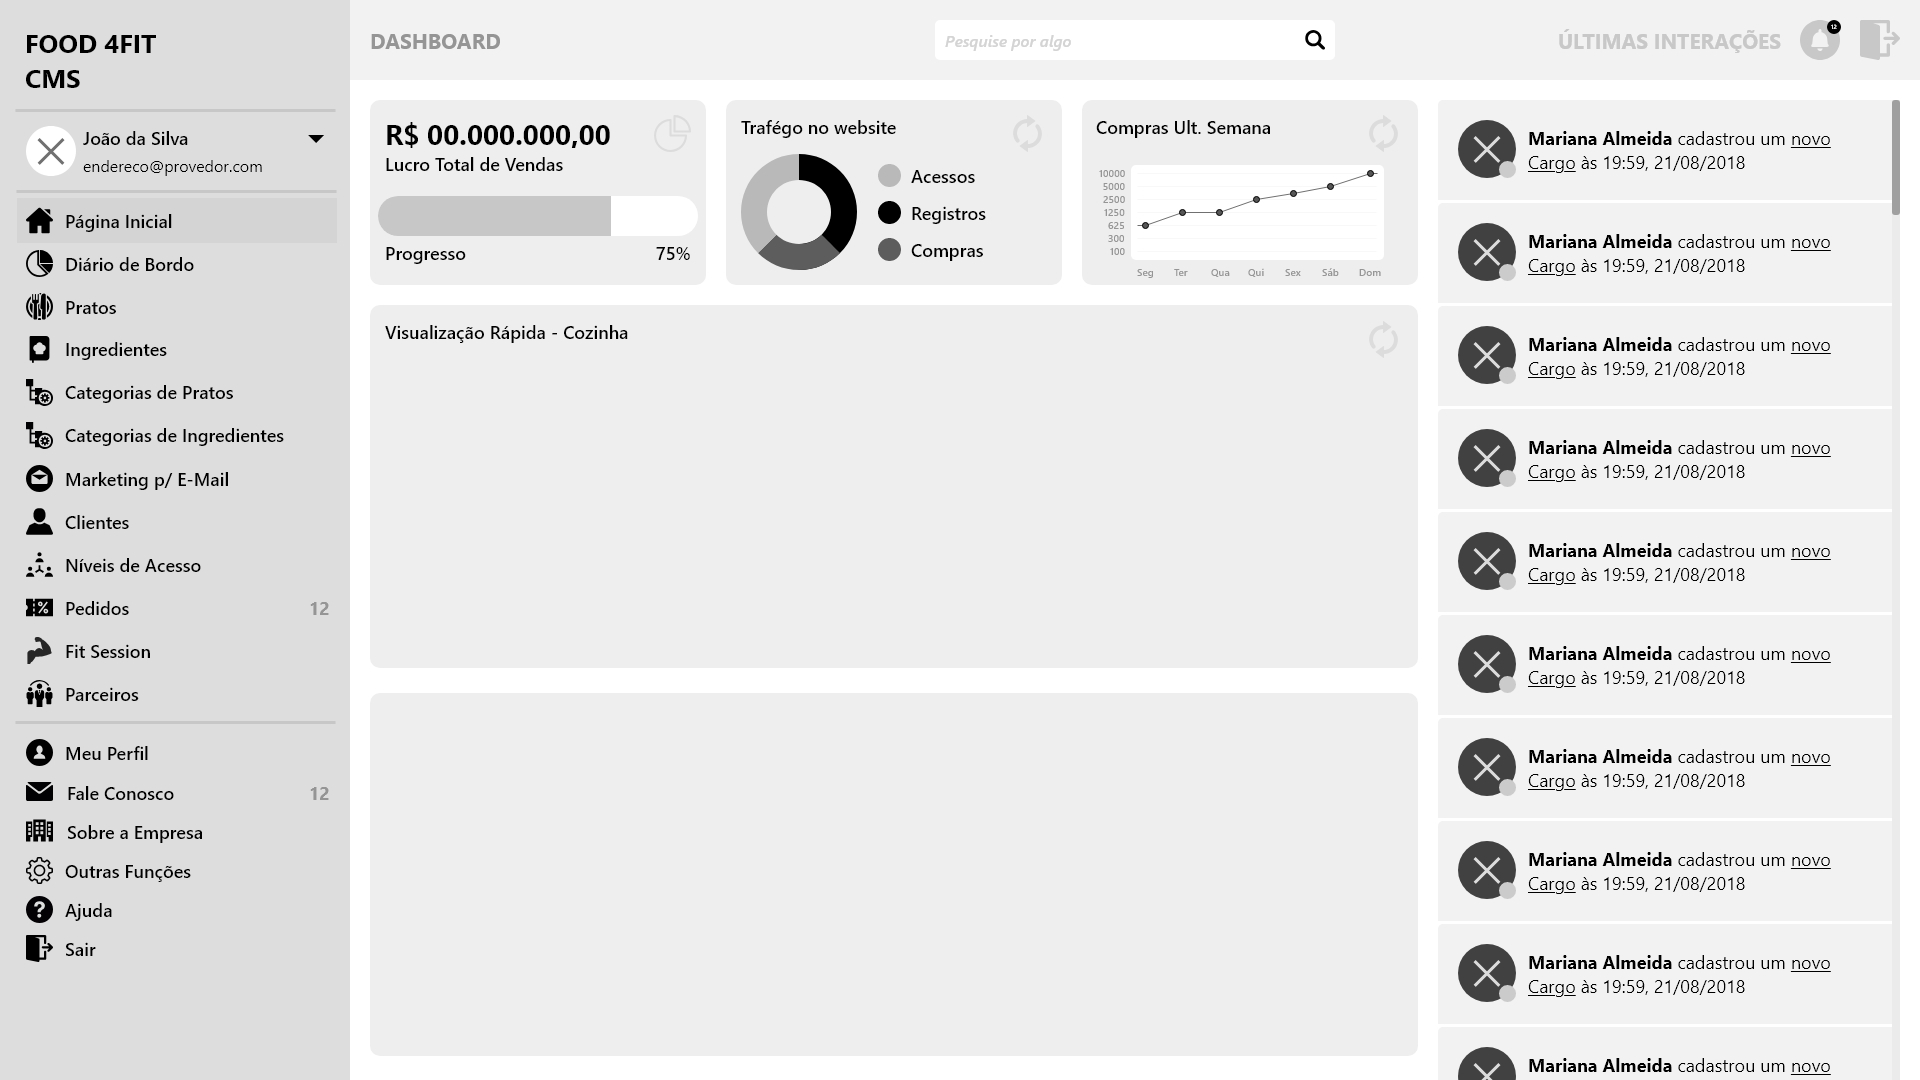 FOOD 4FIT
CMS
João da Silva
endereco@provedor.com
Página Inicial
Diário de Bordo
Pratos
Ingredientes
Categorias de Pratos
Categorias de Ingredientes
Marketing p/ E-Mail
Clientes
Níveis de Acesso
Pedidos 12
Fit Session
Parceiros
Meu Perfil
Fale Conosco 12
Sobre a Empresa
Outras Funções
Ajuda
Sair
DASHBOARD
Pesquise por algo
ÚLTIMAS INTERAÇÕES
12
R$ 00.000.000,00
Lucro Total de Vendas
Progresso 75%
Trafégo no website
Acessos
Registros
Compras
Compras Ult. Semana
10000
5000
2500
1250
625
300
100
Seg Ter Qua Qui Sex Sáb Dom
Visualização Rápida - Cozinha
Mariana Almeida cadastrou um novo
Cargo às 19:59, 21/08/2018
Mariana Almeida cadastrou um novo
Cargo às 19:59, 21/08/2018
Mariana Almeida cadastrou um novo
Cargo às 19:59, 21/08/2018
Mariana Almeida cadastrou um novo
Cargo às 19:59, 21/08/2018
Mariana Almeida cadastrou um novo
Cargo às 19:59, 21/08/2018
Mariana Almeida cadastrou um novo
Cargo às 19:59, 21/08/2018
Mariana Almeida cadastrou um novo
Cargo às 19:59, 21/08/2018
Mariana Almeida cadastrou um novo
Cargo às 19:59, 21/08/2018
Mariana Almeida cadastrou um novo
Cargo às 19:59, 21/08/2018
Mariana Almeida cadastrou um novo